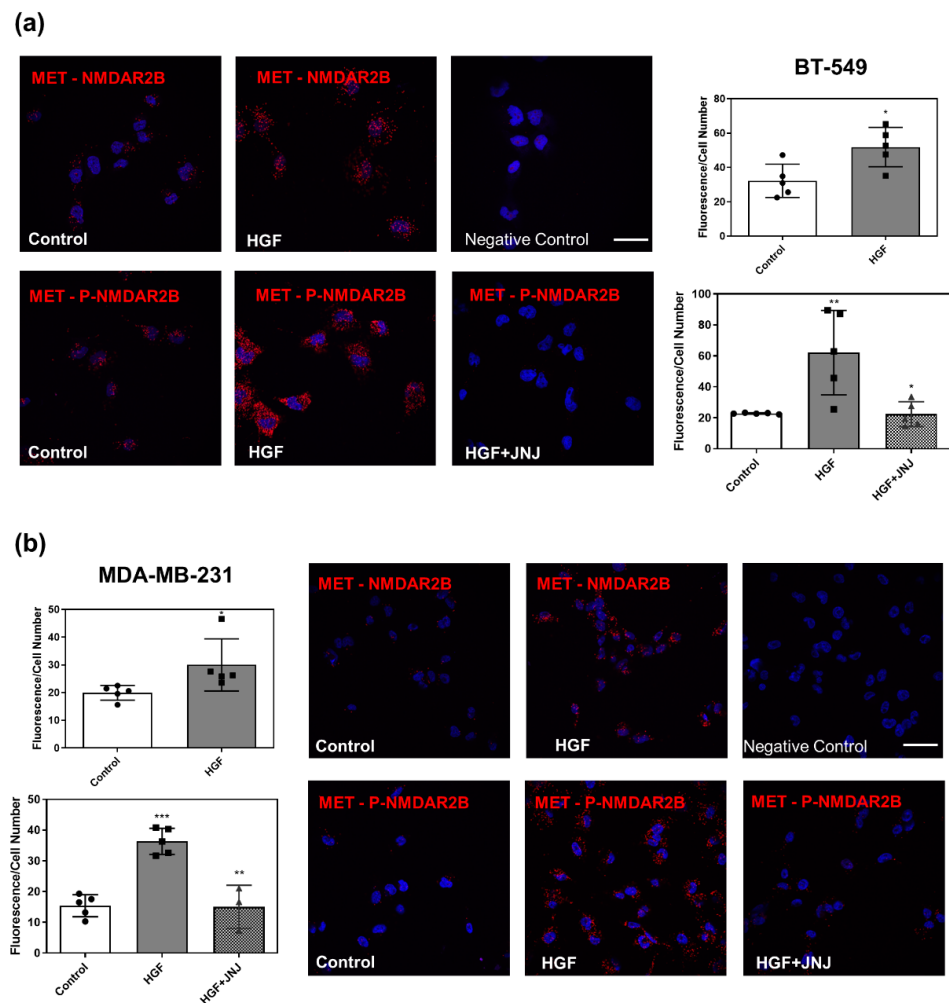 (a)
MET - NMDAR2B
Control
MET - NMDAR2B
HGF
Negative Control
BT-549
Fluorescence/Cell Number
80
60
40
20
0
*
Control
HGF
MET - P-NMDAR2B
Control
MET - P-NMDAR2B
HGF
MET - P-NMDAR2B
HGF+JNJ
Fluorescence/Cell Number
100
80
60
40
20
0
**
*
Control
HGF
HGF+JNJ
(b)
MDA-MB-231
Fluorescence/Cell Number
50
40
30
20
10
0
*
Control
HGF
MET - NMDAR2B
Control
MET - NMDAR2B
HGF
Negative Control
Fluorescence/Cell Number
50
40
30
20
10
0
***
**
Control
HGF
HGF+JNJ
MET - P-NMDAR2B
Control
MET - P-NMDAR2B
HGF
MET - P-NMDAR2B
HGF+JNJ